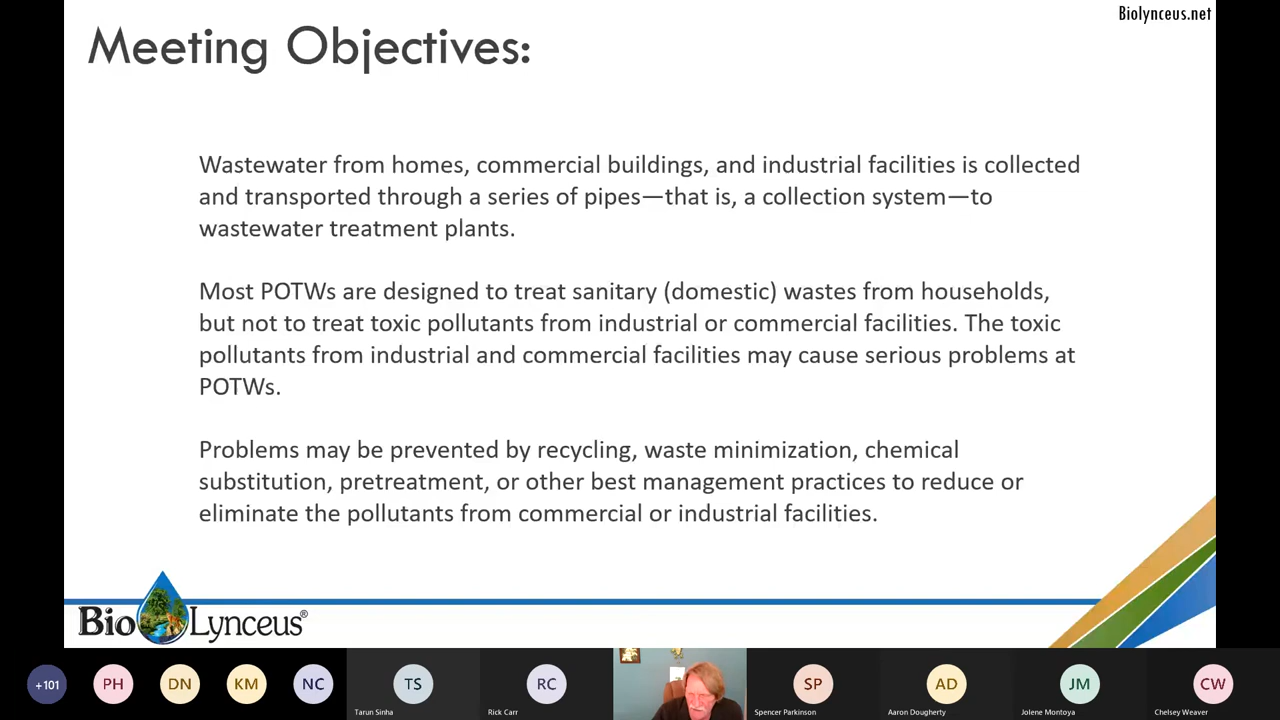 Biolynceus.net
Meeting Objectives:
Wastewater from homes, commercial buildings, and industrial facilities is collected
and transported through a series of pipes—that is, a collection system—to
wastewater treatment plants.
Most POTWs are designed to treat sanitary (domestic) wastes from households,
but not to treat toxic pollutants from industrial or commercial facilities. The toxic
pollutants from industrial and commercial facilities may cause serious problems at
POTWs.
Problems may be prevented by recycling, waste minimization, chemical
substitution, pretreatment, or other best management practices to reduce or
eliminate the pollutants from commercial or industrial facilities.
Bio Lynceus®
+101 PH DN KM NC TS RC SP AD JM CW
Tarun Sinha Rick Carr Spencer Parkinson Aaron Dougherty Jolene Montoya Chelsey Weaver